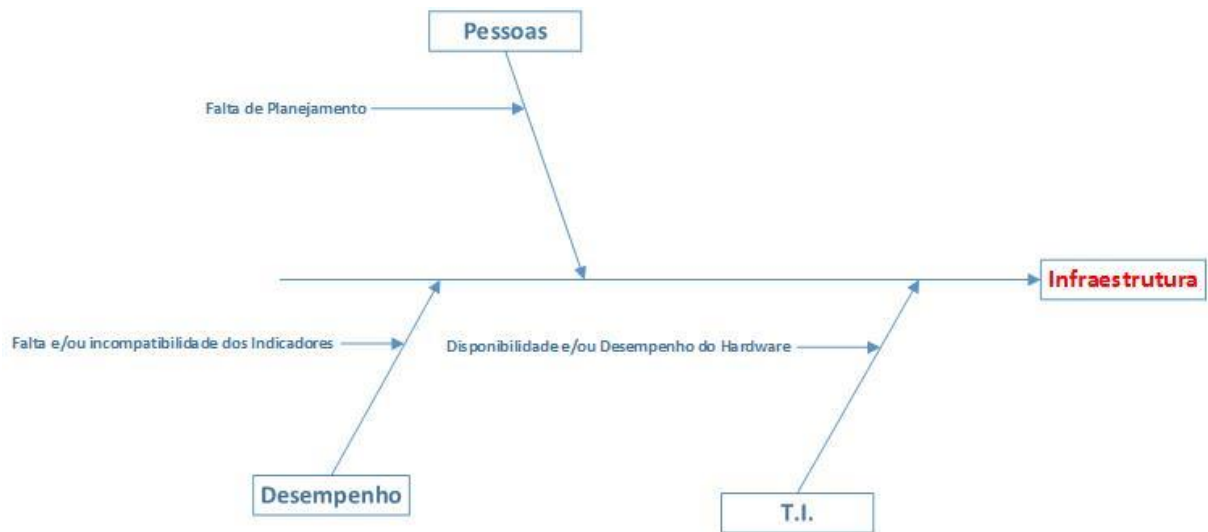 Pessoas
Falta de Planejamento
Infraestrutura
Falta e/ou incompatibilidade dos Indicadores
Disponibilidade e/ou Desempenho do Hardware
Desempenho
T.I.